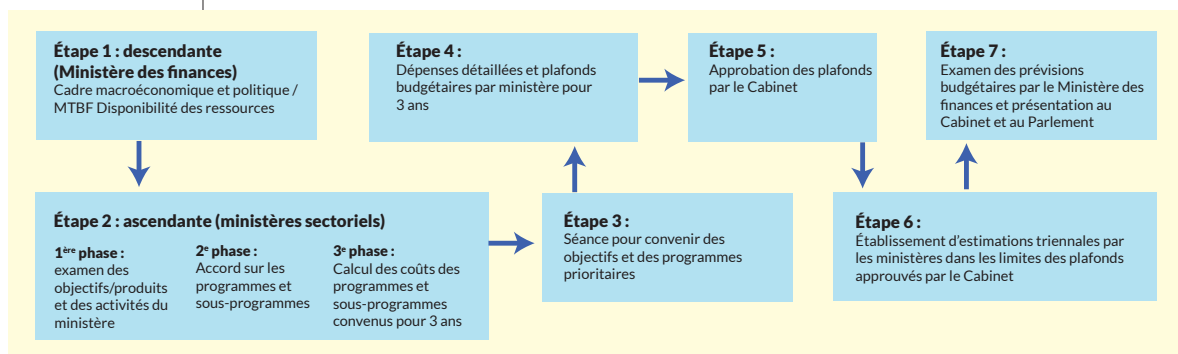 Étape 1 : descendante
(Ministère des finances)
Cadre macroéconomique et politique /
MTBF Disponibilité des ressources
Étape 2 : ascendante (ministères sectoriels)
1ère phase :
examen des
objectifs/produits
et des activités du
ministère
2e phase :
Accord sur les
programmes et
sous-programmes
3e phase :
Calcul des coûts des
programmes et
sous-programmes
convenus pour 3 ans
Étape 3 :
Séance pour convenir des
objectifs et des programmes
prioritaires
Étape 4 :
Dépenses détaillées et plafonds
budgétaires par ministère pour
3 ans
Étape 5 :
Approbation des plafonds
par le Cabinet
Étape 6 :
Établissement d’estimations triennales par
les ministères dans les limites des plafonds
approuvés par le Cabinet
Étape 7 :
Examen des prévisions
budgétaires par le Ministère des
finances et présentation au
Cabinet et au Parlement